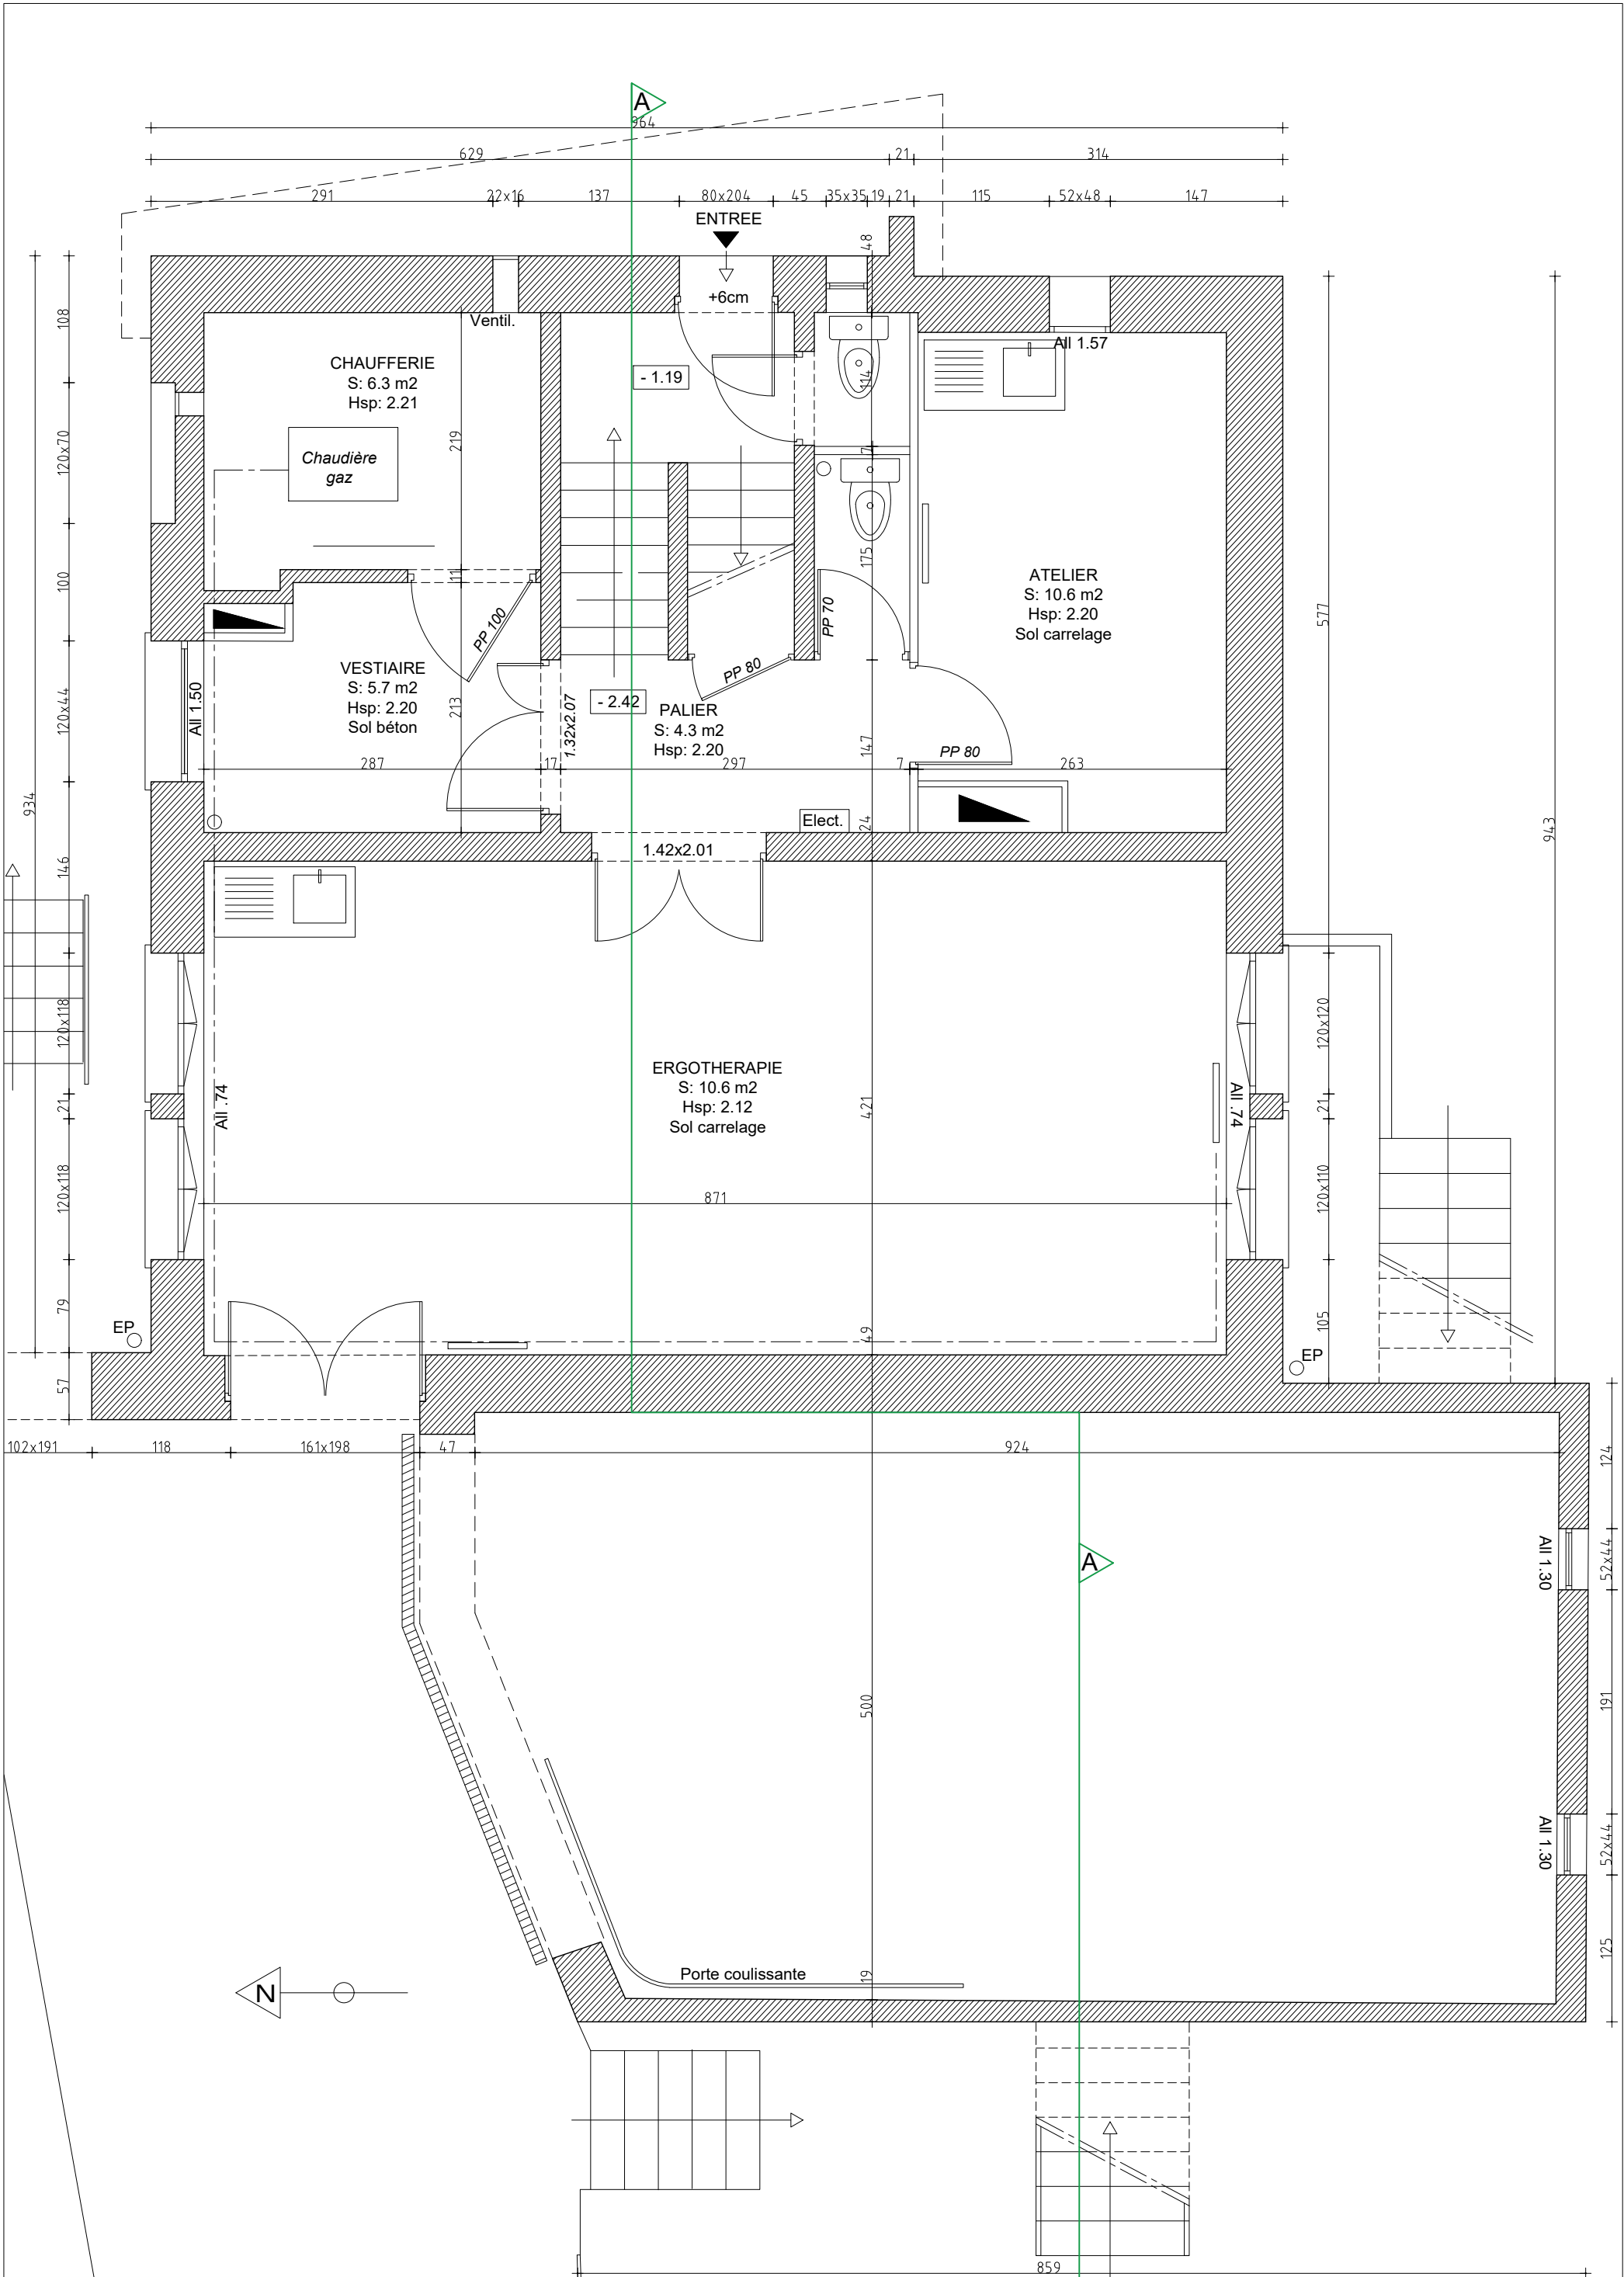 A
964
629
21
314
291
22x16
137
80x204
45
35x35
19
21
115
52x48
147
ENTREE
+6cm
48
Ventil.
All 1.57
CHAUFFERIE
S: 6.3 m2
Hsp: 2.21
- 1.19
114
108
219
Chaudière
gaz
120x70
7
175
577
100
11
ATELIER
S: 10.6 m2
Hsp: 2.20
Sol carrelage
PP 100
PP 70
PP 80
VESTIAIRE
S: 5.7 m2
Hsp: 2.20
Sol béton
All 1.50
120x44
213
- 2.42
1.32x2.07
PALIER
S: 4.3 m2
Hsp: 2.20
147
PP 80
287
17
297
7
263
934
943
Elect.
24
146
1.42x2.01
120x118
120x120
ERGOTHERAPIE
S: 10.6 m2
Hsp: 2.12
Sol carrelage
All .74
All .74
21
421
21
120x118
120x110
871
79
49
105
EP
EP
57
102x191
118
161x198
47
924
124
A
All 1.30
52x44
500
191
All 1.30
52x44
125
19
Porte coulissante
N
859